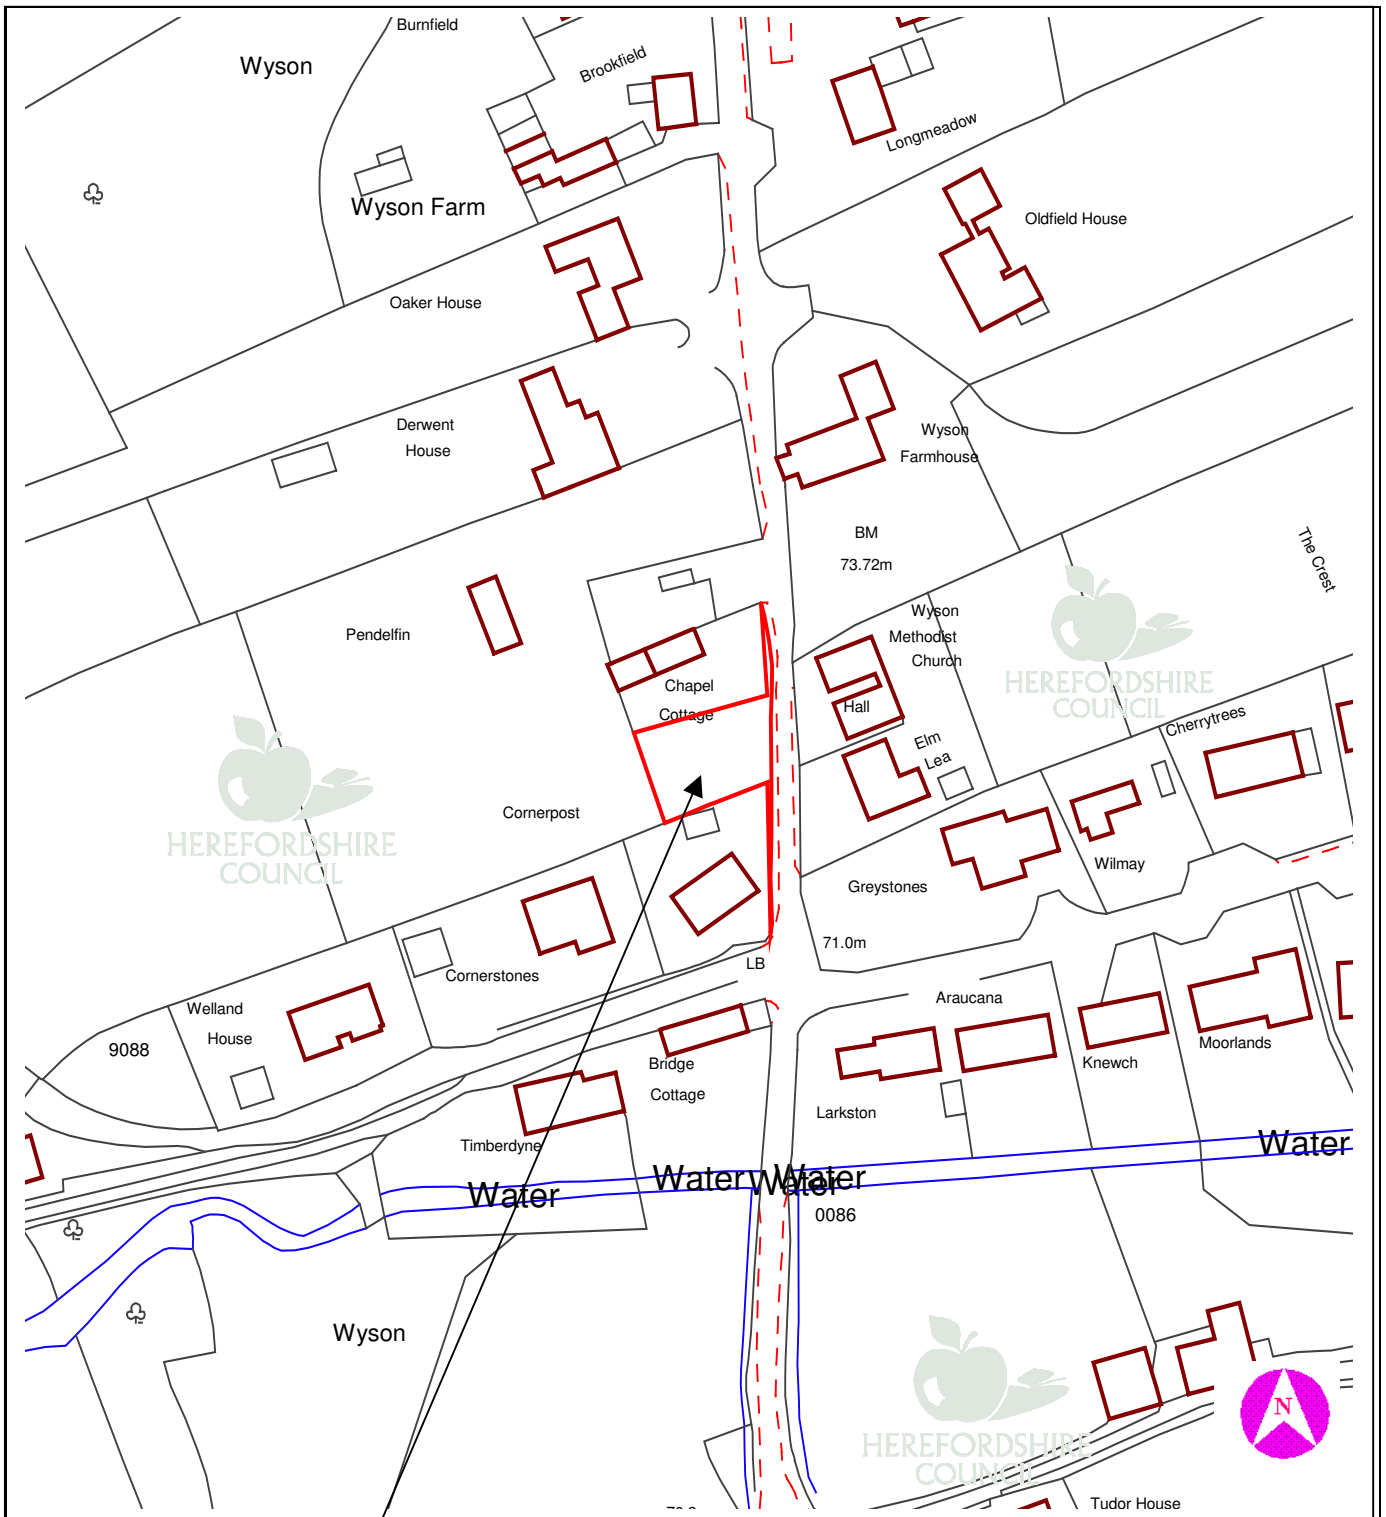 Burnfield
Wyson
Brookfield
Longmeadow
Wyson Farm
Oldfield House
Oaker House
Derwent
House
Wyson
Farmhouse
BM
73.72m
The Crest
Pendelfin
Wyson
Methodist
Church
Chapel
Cottage
Hall
HEREFORDSHIRE
COUNCIL
Cherrytrees
Elm
Lea
Cornerpost
HEREFORDSHIRE
COUNCIL
Wilmay
Greystones
71.0m
LB
Cornerstones
Araucana
Welland
House
9088
Moorlands
Bridge
Cottage
Knewch
Larkston
Timberdyne
Water
Water
Water
Water
Water
0086
Wyson
HEREFORDSHIRE
COUNCIL
N
Tudor House